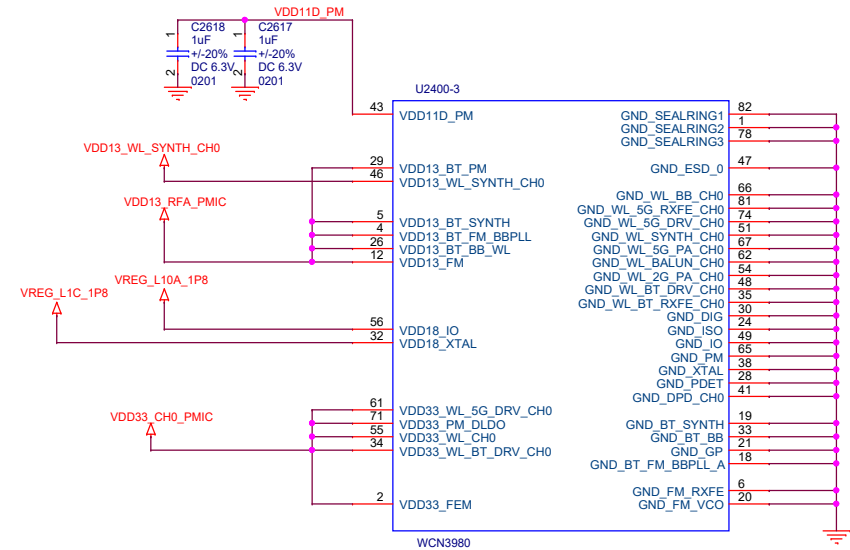 VDD11D_PM
C2618
1uF
+/-20%
DC 6.3V
0201
1
2
C2617
1uF
+/-20%
DC 6.3V
0201
1
2
U2400-3
43 VDD11D_PM
VDD13_WL_SYNTH_CH0
29 VDD13_BT_PM
46 VDD13_WL_SYNTH_CH0
VDD13_RFA_PMIC
5 VDD13_BT_SYNTH
4 VDD13_BT_FM_BBPLL
26 VDD13_BT_BB_WL
12 VDD13_FM
VREG_L10A_1P8
VREG_L1C_1P8
56 VDD18_IO
32 VDD18_XTAL
VDD33_CH0_PMIC
61 VDD33_WL_5G_DRV_CH0
71 VDD33_PM_DLDO
55 VDD33_WL_CH0
34 VDD33_WL_BT_DRV_CH0
2 VDD33_FEM
GND_SEALRING1 82
GND_SEALRING2 1
GND_SEALRING3 78
GND_ESD_0 47
GND_WL_BB_CH0 66
GND_WL_5G_RXFE_CH0 81
GND_WL_5G_DRV_CH0 74
GND_WL_SYNTH_CH0 51
GND_WL_5G_PA_CH0 67
GND_WL_BALUN_CH0 62
GND_WL_2G_PA_CH0 54
GND_WL_BT_DRV_CH0 48
GND_WL_BT_RXFE_CH0 35
GND_DIG 30
GND_ISO 24
GND_IO 49
GND_PM 65
GND_XTAL 38
GND_PDET 28
GND_DPD_CH0 41
GND_BT_SYNTH 19
GND_BT_BB 33
GND_GP 21
GND_BT_FM_BBPLL_A 18
GND_FM_RXFE 6
GND_FM_VCO 20
WCN3980